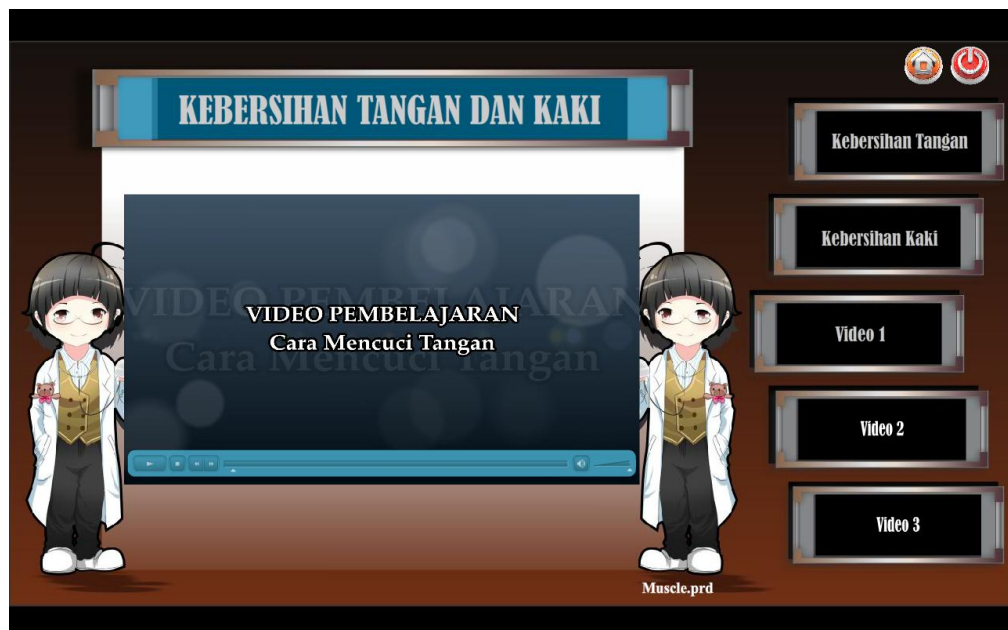 KEBERSIHAN TANGAN DAN KAKI
VIDEO PEMBELAJARAN
Cara Mencuci Tangan
VIDEO PEMBELAJARAN
Cara Mencuci Tangan
Kebersihan Tangan
Kebersihan Kaki
Video 1
Video 2
Video 3
Muscle.prd